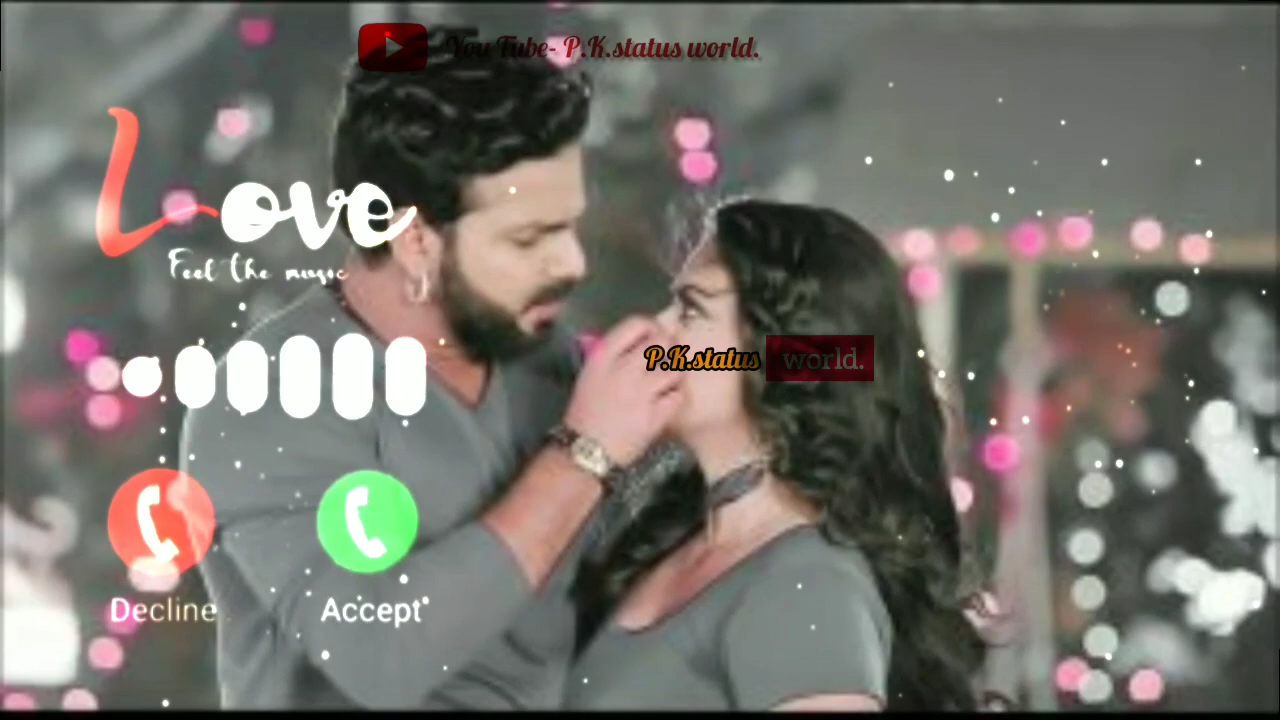 You Tube- P.K.status world.
Love
Feel the music
P.K.status world.
Decline
Accept